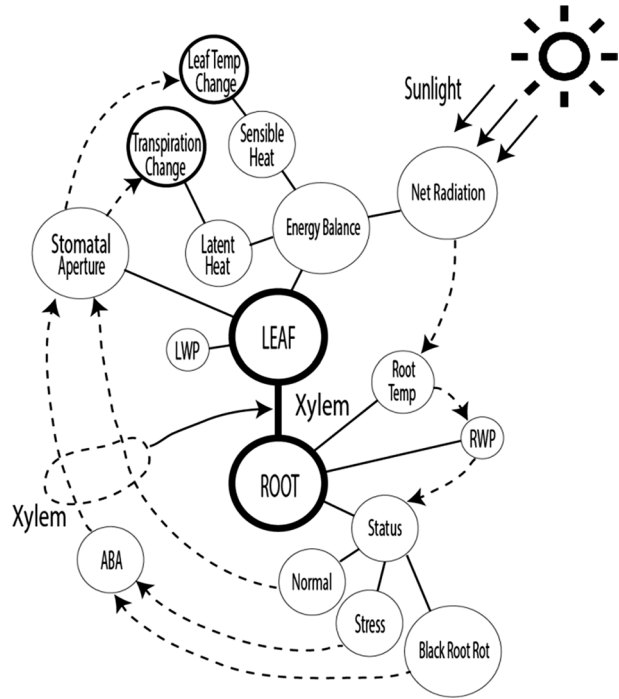 Leaf Temp
Change
Sunlight
Transpiration
Change
Sensible
Heat
Net Radiation
Stomatal
Aperture
Latent
Heat
Energy Balance
LEAF
LWP
Root
Temp
Xylem
RWP
ROOT
Xylem
Status
ABA
Normal
Stress
Black Root Rot